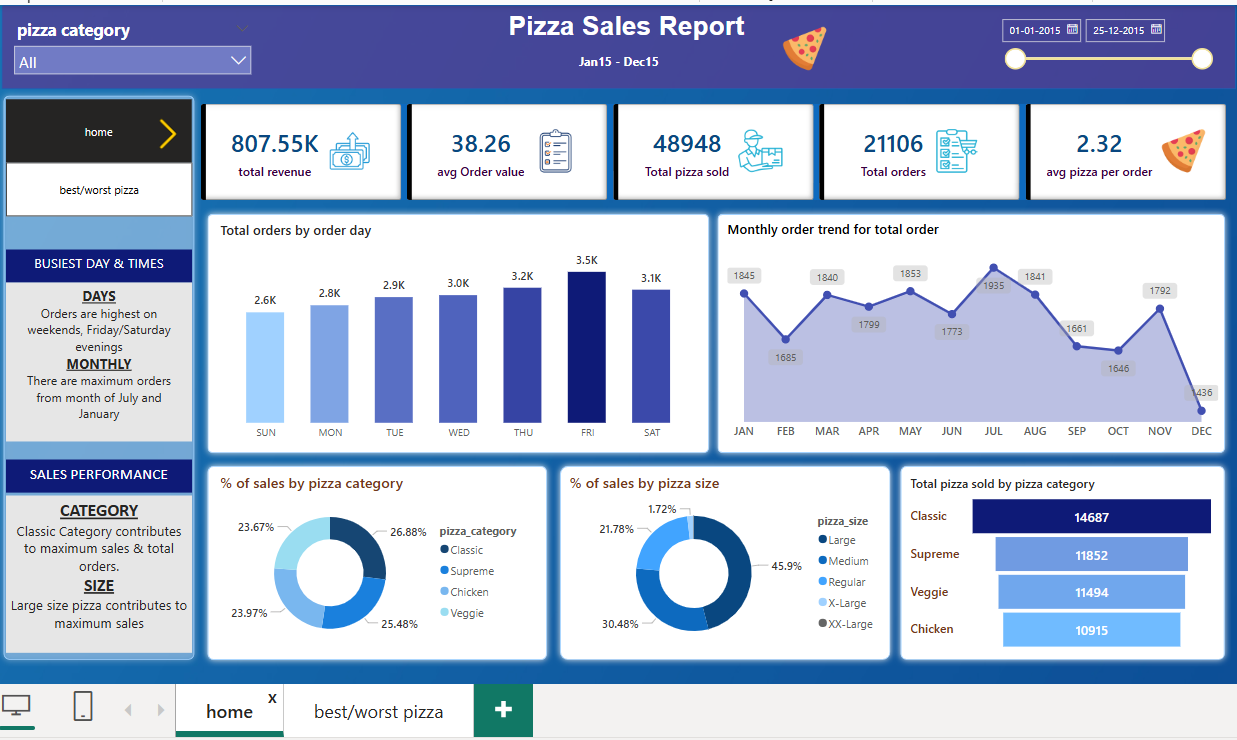 pizza category
All
Pizza Sales Report
Jan15 - Dec15
01-01-2015
25-12-2015
home
best/worst pizza
BUSIEST DAY & TIMES
DAYS
Orders are highest on
weekends, Friday/Saturday
evenings
MONTHLY
There are maximum orders
from month of July and
January
SALES PERFORMANCE
CATEGORY
Classic Category contributes
to maximum sales & total
orders.
SIZE
Large size pizza contributes to
maximum sales
807.55K
total revenue
38.26
avg Order value
48948
Total pizza sold
21106
Total orders
2.32
avg pizza per order
Total orders by order day
2.6K
2.8K
2.9K
3.0K
3.2K
3.5K
3.1K
SUN MON TUE WED THU FRI SAT
Monthly order trend for total order
1845
1685
1840
1799
1853
1773
1935
1841
1661
1646
1792
1436
JAN FEB MAR APR MAY JUN JUL AUG SEP OCT NOV DEC
% of sales by pizza category
23.67%
26.88%
23.97%
25.48%
pizza_category
Classic
Supreme
Chicken
Veggie
% of sales by pizza size
1.72%
21.78%
45.9%
30.48%
pizza_size
Large
Medium
Regular
X-Large
XX-Large
Total pizza sold by pizza category
Classic 14687
Supreme 11852
Veggie 11494
Chicken 10915
home x
best/worst pizza
+